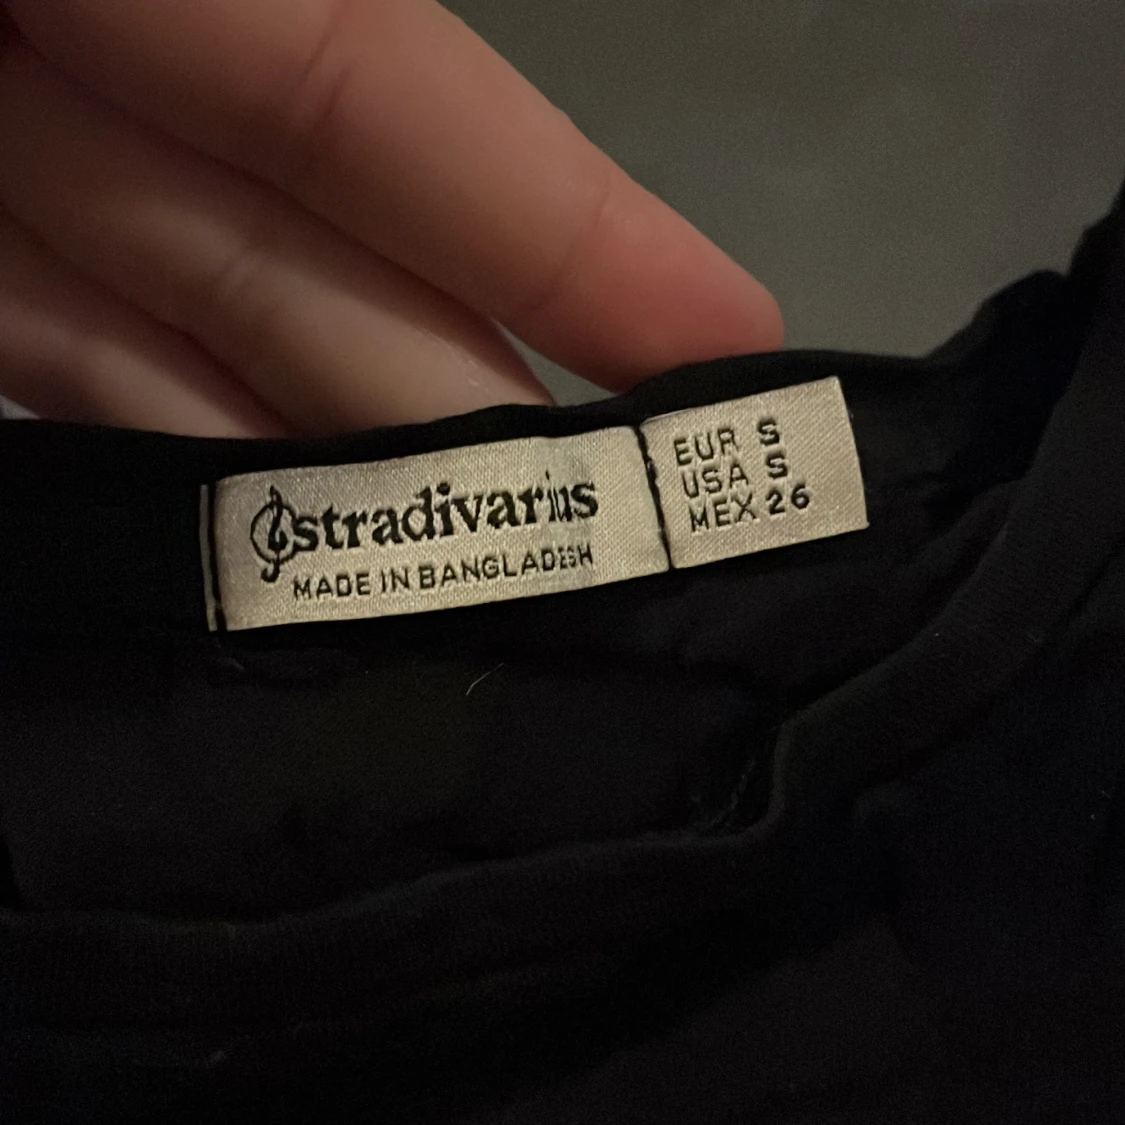 stradivarius
MADE IN BANGLADESH
EUR S
USA S
MEX 26